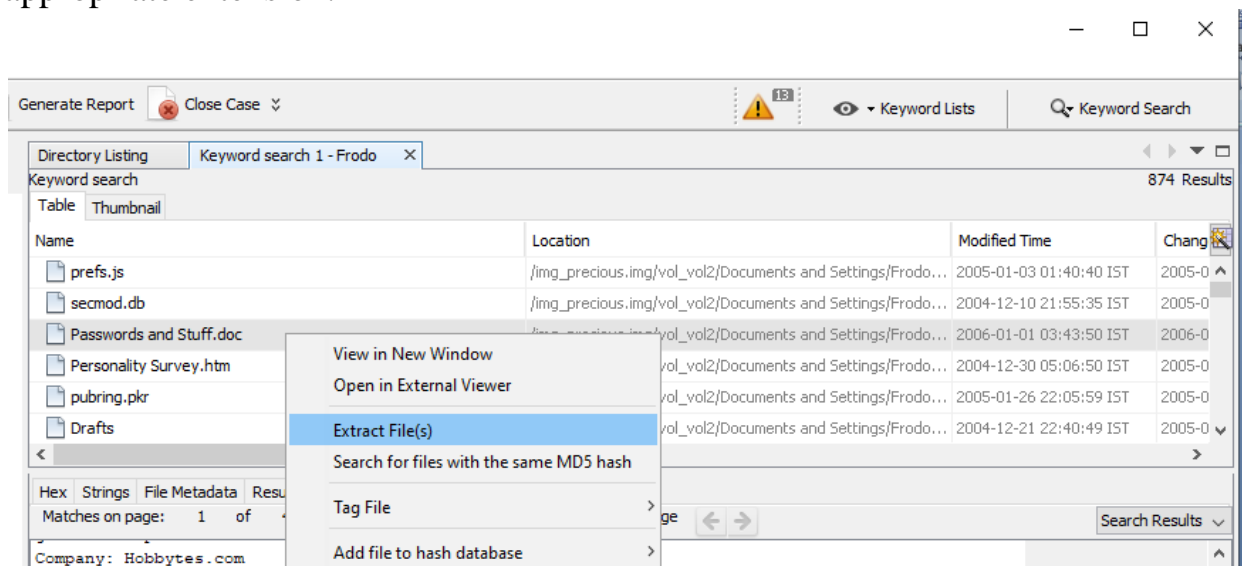 Generate Report Close Case 13 Keyword Lists Keyword Search
Directory Listing Keyword search 1 - Frodo X
Keyword search 874 Results
Table Thumbnail
Name Location Modified Time Chang
prefs.js /img_precious.img/vol_vol2/Documents and Settings/Frodo... 2005-01-03 01:40:40 IST 2005-0
secmod.db /img_precious.img/vol_vol2/Documents and Settings/Frodo... 2004-12-10 21:55:35 IST 2005-0
Passwords and Stuff.doc vol_vol2/Documents and Settings/Frodo... 2006-01-01 03:43:50 IST 2006-0
View in New Window
Personality Survey.htm vol_vol2/Documents and Settings/Frodo... 2004-12-30 05:06:50 IST 2005-0
Open in External Viewer
pubring.pkr vol_vol2/Documents and Settings/Frodo... 2005-01-26 22:05:59 IST 2005-0
Drafts Extract File(s) vol_vol2/Documents and Settings/Frodo... 2004-12-21 22:40:49 IST 2005-0
Search for files with the same MD5 hash
Hex Strings File Metadata Resu
Tag File
Matches on page: 1 of ge Search Results
Add file to hash database
Company: Hobbytes.com